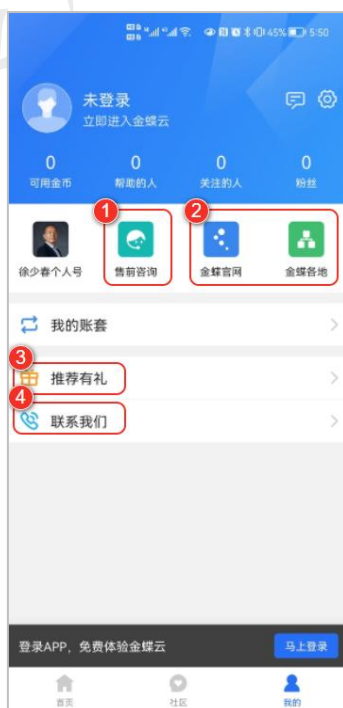 45% 5:50
未登录
立即进入金蝶云
0 0 0 0
可用金币 帮助的人 关注的人 粉丝
1 2
徐少春个人号 售前咨询 金蝶官网 金蝶各地
我的账套
3
推荐有礼
4
联系我们
登录APP，免费体验金蝶云 马上登录
首页 社区 我的